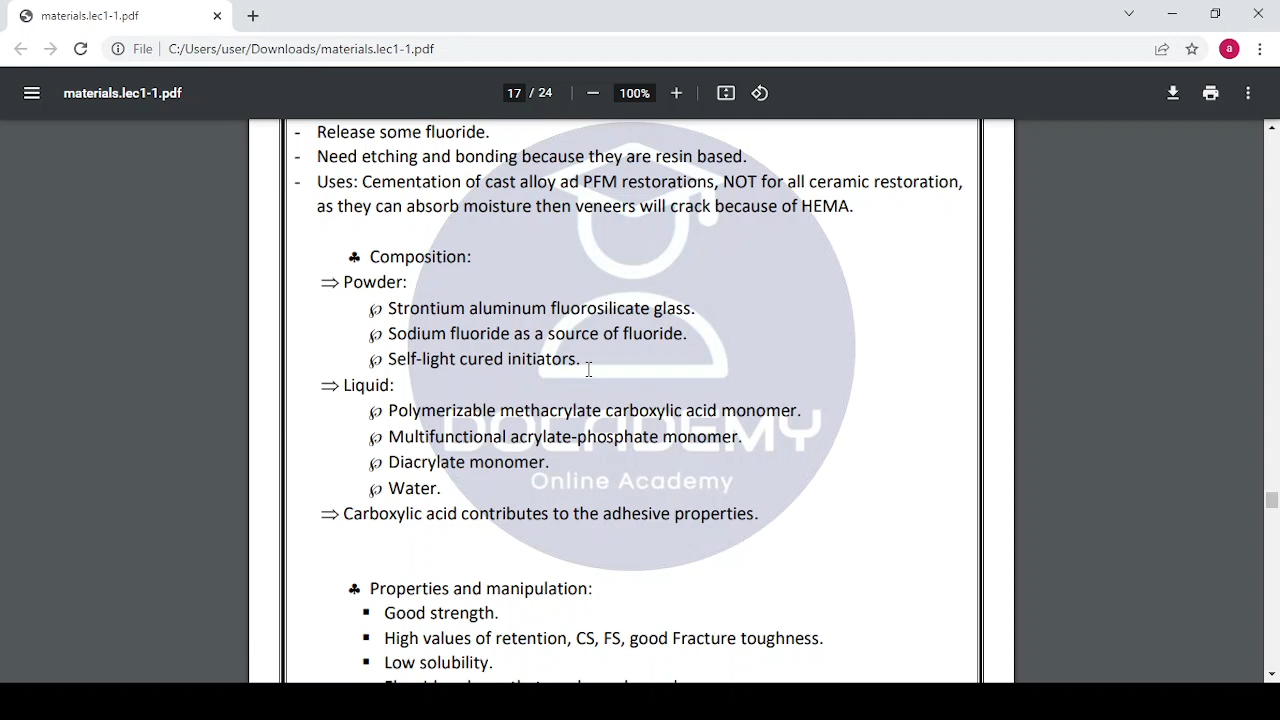 materials.lec1-1.pdf
File
C:/Users/user/Downloads/materials.lec1-1.pdf
a
materials.lec1-1.pdf
17 / 24
100%
- Release some fluoride.
- Need etching and bonding because they are resin based.
- Uses: Cementation of cast alloy ad PFM restorations, NOT for all ceramic restoration,
as they can absorb moisture then veneers will crack because of HEMA.
♣ Composition:
⇒ Powder:
℘ Strontium aluminum fluorosilicate glass.
℘ Sodium fluoride as a source of fluoride.
℘ Self-light cured initiators.
⇒ Liquid:
℘ Polymerizable methacrylate carboxylic acid monomer.
DOCADEMY
℘ Multifunctional acrylate-phosphate monomer.
℘ Diacrylate monomer.
Online Academy
℘ Water.
⇒ Carboxylic acid contributes to the adhesive properties.
♣ Properties and manipulation:
▪ Good strength.
▪ High values of retention, CS, FS, good Fracture toughness.
▪ Low solubility.